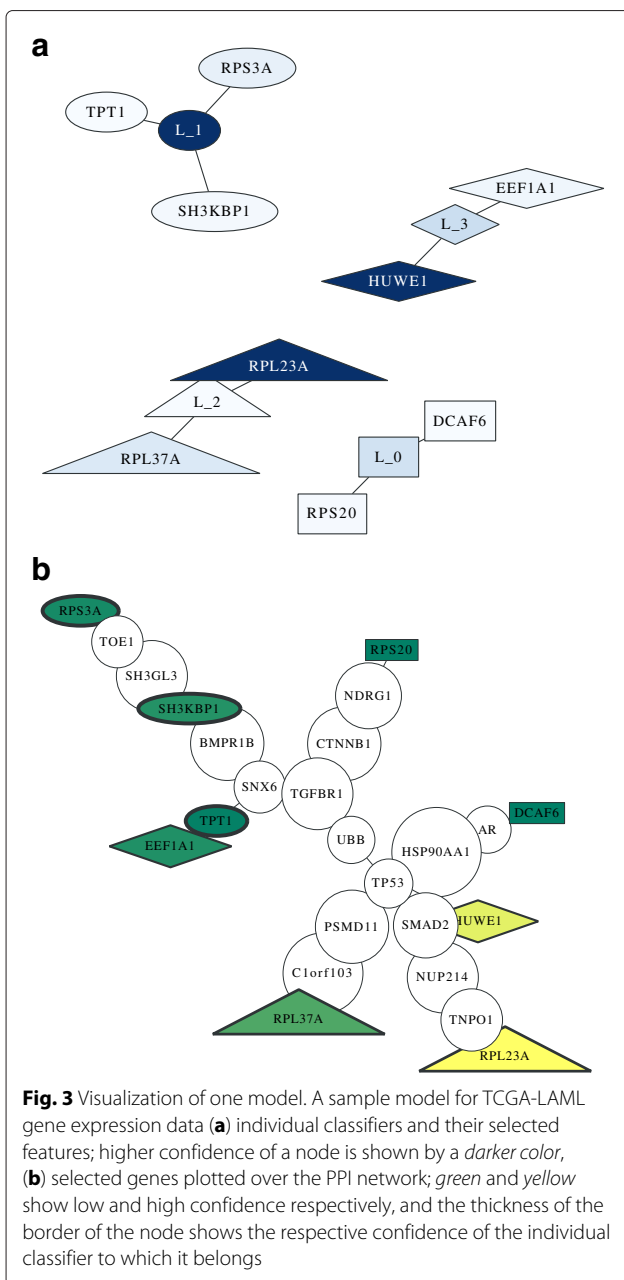 a
RPS3A
TPT1
L_1
SH3KBP1
EEF1A1
L_3
HUWE1
RPL23A
L_2
RPL37A
DCAF6
L_0
RPS20
b
RPS3A
TOE1
SH3GL3
SH3KBP1
BMPR1B
SNX6
TPT1
EEF1A1
RPS20
NDRG1
CTNNB1
TGFBR1
UBB
DCAF6
AR
HSP90AA1
TP53
PSMD11
SMAD2
HUWE1
C1orf103
NUP214
RPL37A
TNPO1
RPL23A
Fig. 3 Visualization of one model. A sample model for TCGA-LAML
gene expression data (a) individual classifiers and their selected
features; higher confidence of a node is shown by a darker color,
(b) selected genes plotted over the PPI network; green and yellow
show low and high confidence respectively, and the thickness of the
border of the node shows the respective confidence of the individual
classifier to which it belongs